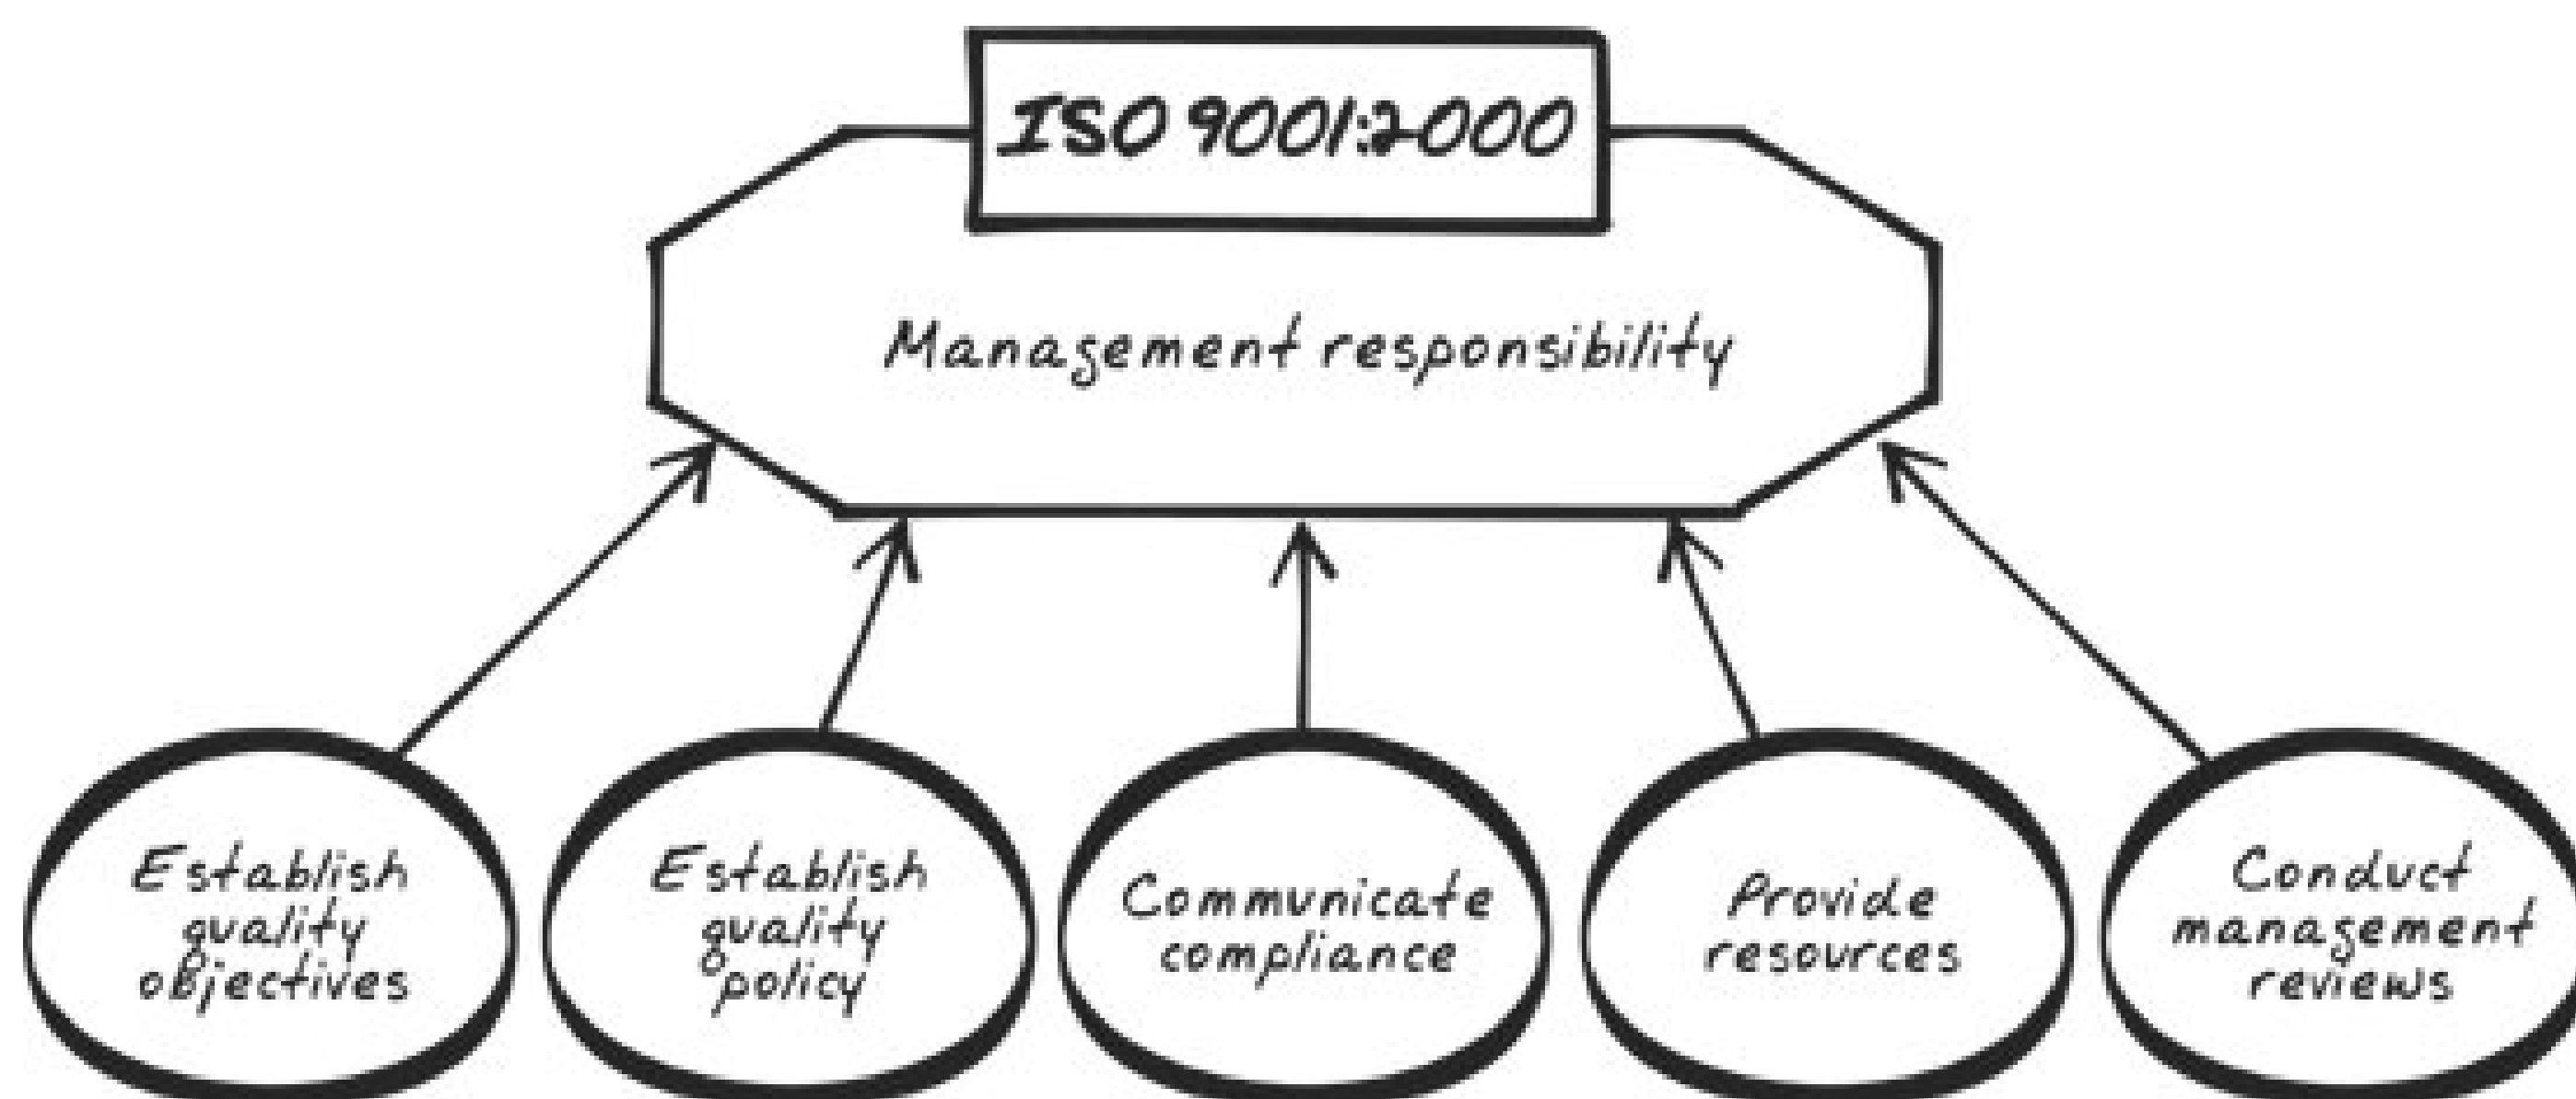 ISO 9001:2000
Management responsibility
Establish
quality
objectives
Establish
quality
policy
Communicate
compliance
Provide
resources
Conduct
management
reviews